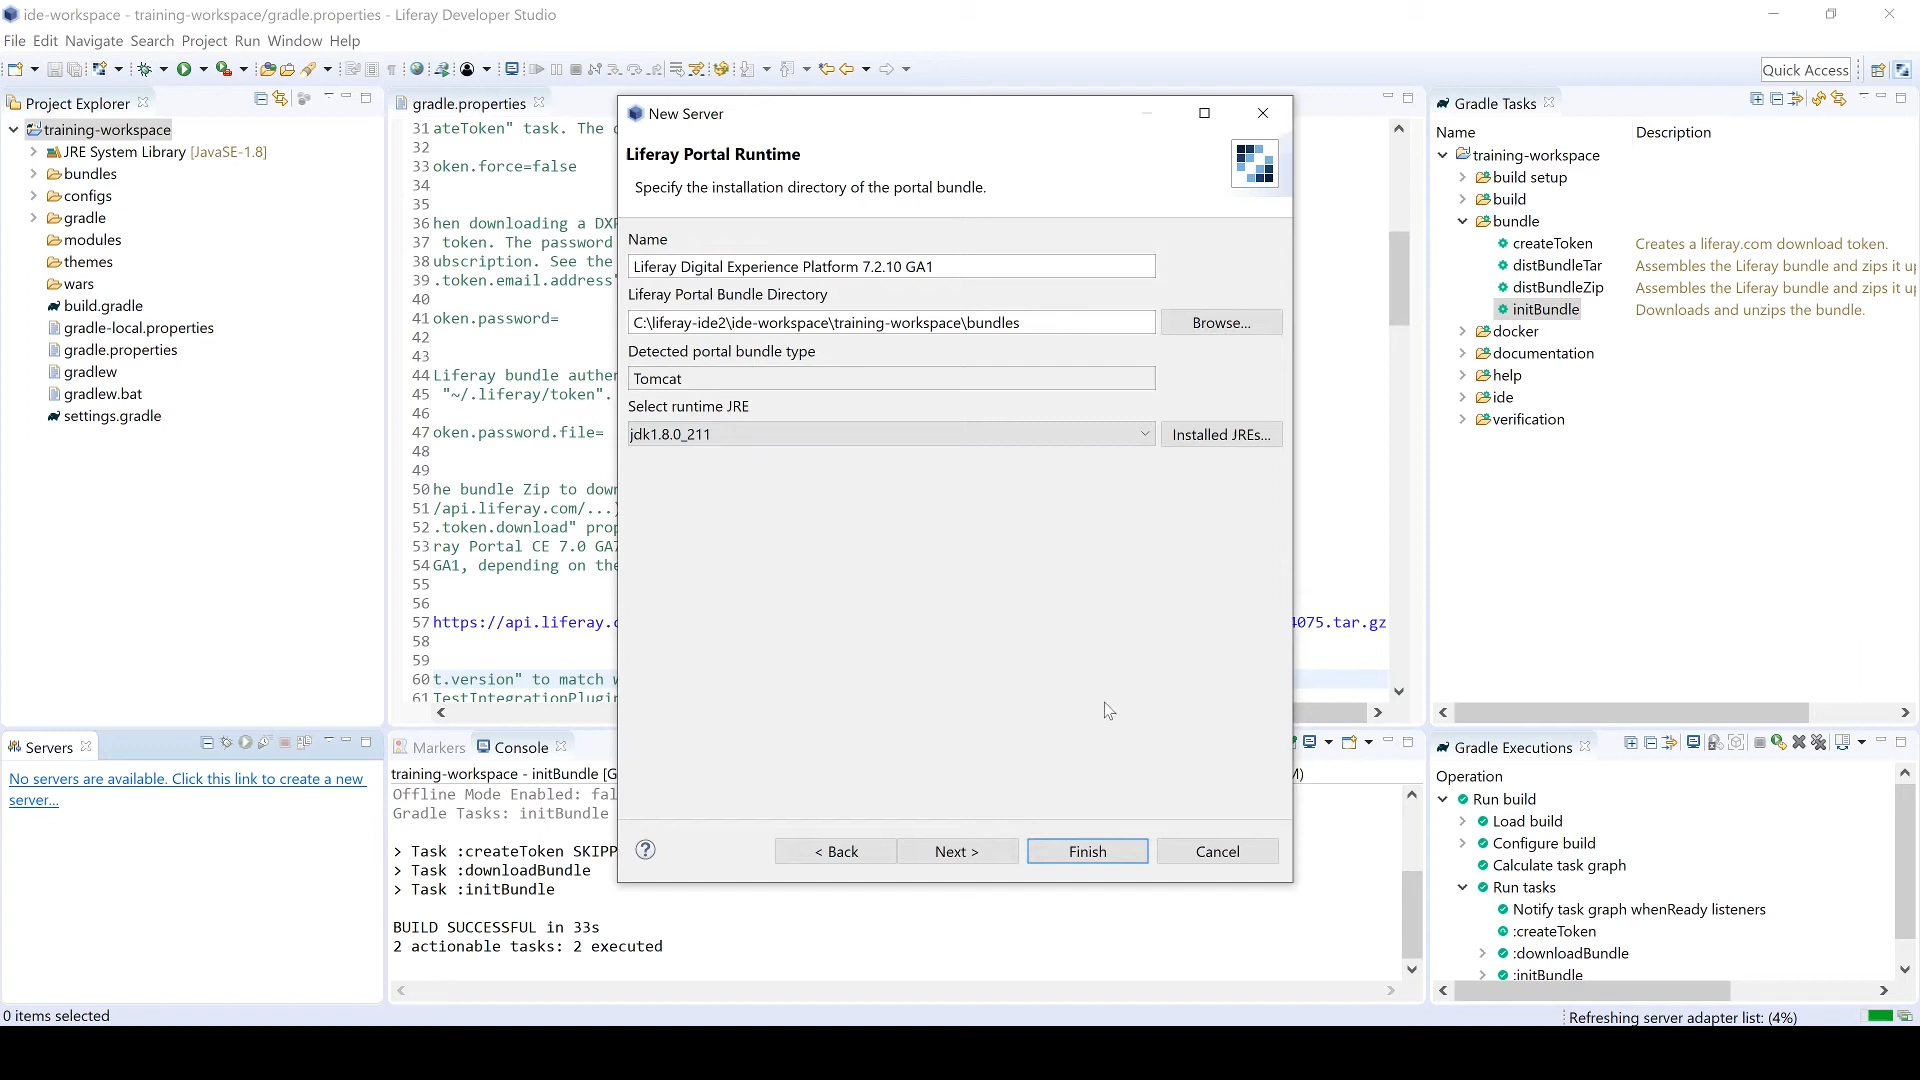 ide-workspace - training-workspace/gradle.properties - Liferay Developer Studio
File Edit Navigate Search Project Run Window Help
Quick Access
Project Explorer
training-workspace
JRE System Library [JavaSE-1.8]
bundles
configs
gradle
modules
themes
wars
build.gradle
gradle-local.properties
gradle.properties
gradlew
gradlew.bat
settings.gradle
gradle.properties
31 ateToken" task. The
32
33 oken.force=false
34
35
36 hen downloading a DX
37 token. The password
38 ubscription. See the
39 .token.email.address
40
41 oken.password=
42
43
44 Liferay bundle authen
45 "~/.liferay/token".
46
47 oken.password.file=
48
49
50 he bundle Zip to down
51 /api.liferay.com/...)
52 .token.download" prop
53 ray Portal CE 7.0 GA7
54 GA1, depending on the
55
56
57 https://api.liferay.c 4075.tar.gz
58
59
60 t.version" to match w
61 TestIntegrationPlugin
New Server
Liferay Portal Runtime
Specify the installation directory of the portal bundle.
Name
Liferay Digital Experience Platform 7.2.10 GA1
Liferay Portal Bundle Directory
C:\liferay-ide2\ide-workspace\training-workspace\bundles
Browse...
Detected portal bundle type
Tomcat
Select runtime JRE
jdk1.8.0_211
Installed JREs...
< Back
Next >
Finish
Cancel
Gradle Tasks
Name Description
training-workspace
build setup
build
bundle
createToken Creates a liferay.com download token.
distBundleTar Assembles the Liferay bundle and zips it up
distBundleZip Assembles the Liferay bundle and zips it up
initBundle Downloads and unzips the bundle.
docker
documentation
help
ide
verification
Servers
No servers are available. Click this link to create a new
server...
Markers Console
training-workspace - initBundle [G
Offline Mode Enabled: fal
Gradle Tasks: initBundle
> Task :createToken SKIPP
> Task :downloadBundle
> Task :initBundle
BUILD SUCCESSFUL in 33s
2 actionable tasks: 2 executed
Gradle Executions
Operation
Run build
Load build
Configure build
Calculate task graph
Run tasks
Notify task graph whenReady listeners
:createToken
:downloadBundle
:initBundle
0 items selected
Refreshing server adapter list: (4%)